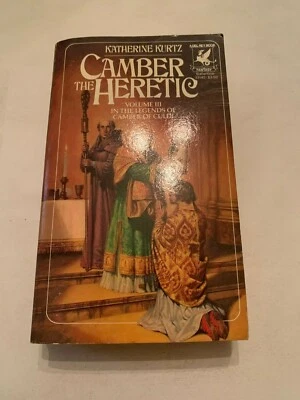 KATHERINE KURTZ
CAMBER
THE HERETIC
VOLUME III
IN THE LEGENDS OF
CAMBER OF CULDI